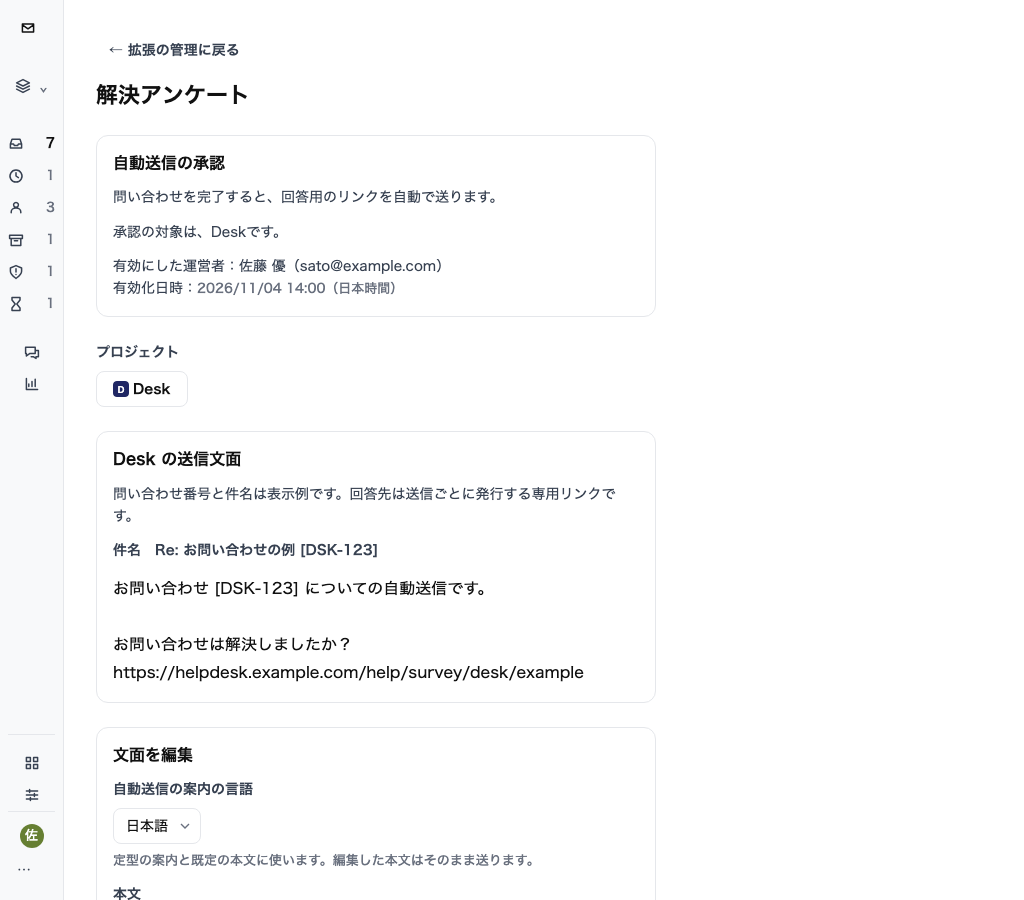 ← 拡張の管理に戻る
解決アンケート
7
1
3
1
1
1
自動送信の承認
問い合わせを完了すると、回答用のリンクを自動で送ります。
承認の対象は、Deskです。
有効にした運営者：佐藤 優（sato@example.com）
有効化日時：2026/11/04 14:00（日本時間）
プロジェクト
D Desk
Desk の送信文面
問い合わせ番号と件名は表示例です。回答先は送信ごとに発行する専用リンクで
す。
件名 Re: お問い合わせの例 [DSK-123]
お問い合わせ [DSK-123] についての自動送信です。
お問い合わせは解決しましたか？
https://helpdesk.example.com/help/survey/desk/example
文面を編集
自動送信の案内の言語
日本語
定型の案内と既定の本文に使います。編集した本文はそのまま送ります。
本文
佐